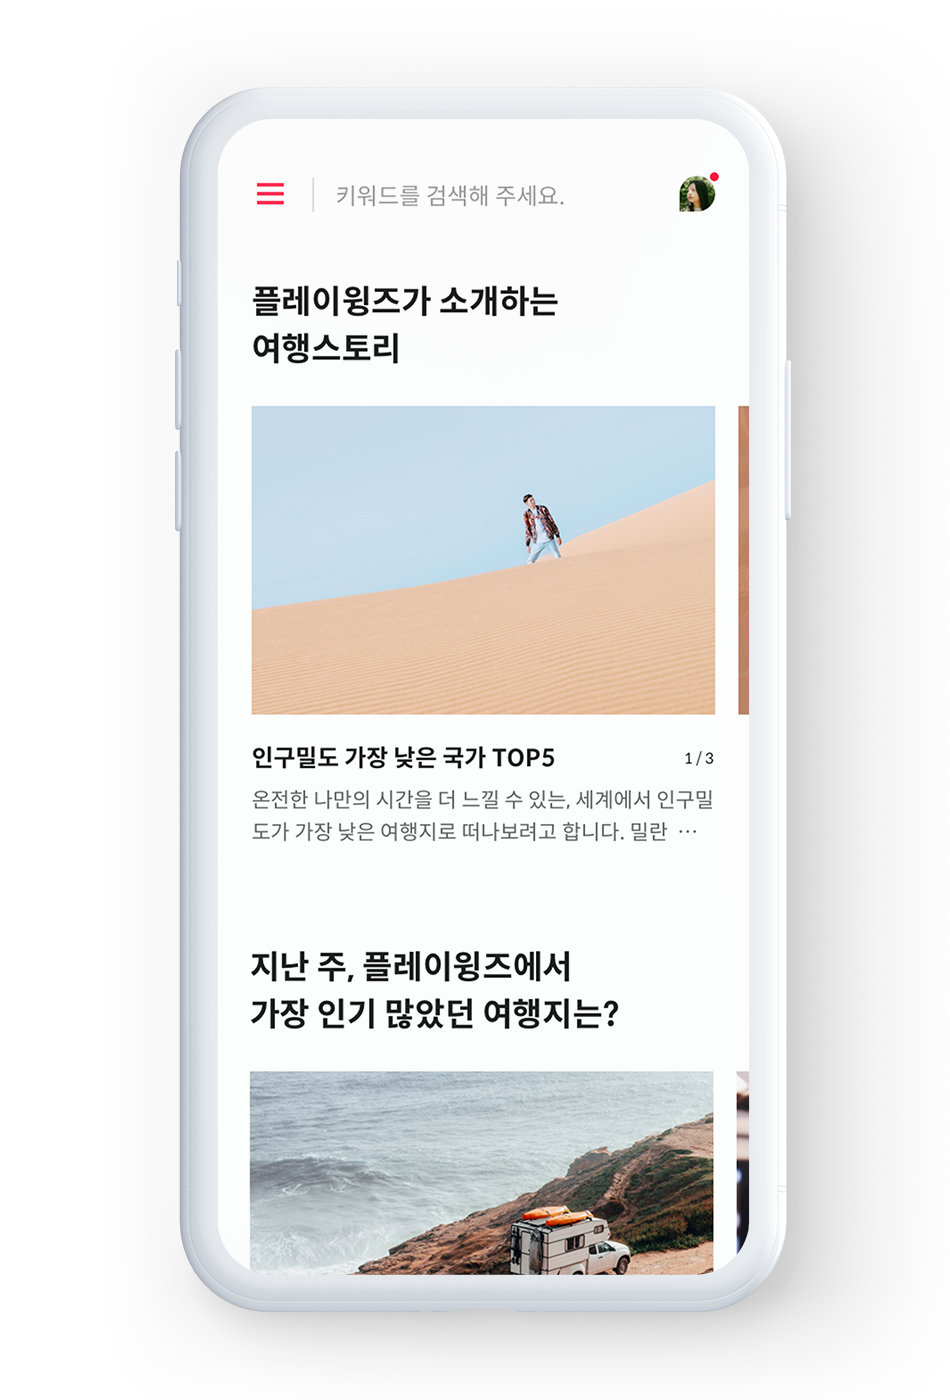 키워드를 검색해 주세요.
플레이윙즈가 소개하는
여행스토리
인구밀도 가장 낮은 국가 TOP5
1 / 3
온전한 나만의 시간을 더 느낄 수 있는, 세계에서 인구밀
도가 가장 낮은 여행지로 떠나보려고 합니다. 밀란 ···
지난 주, 플레이윙즈에서
가장 인기 많았던 여행지는?